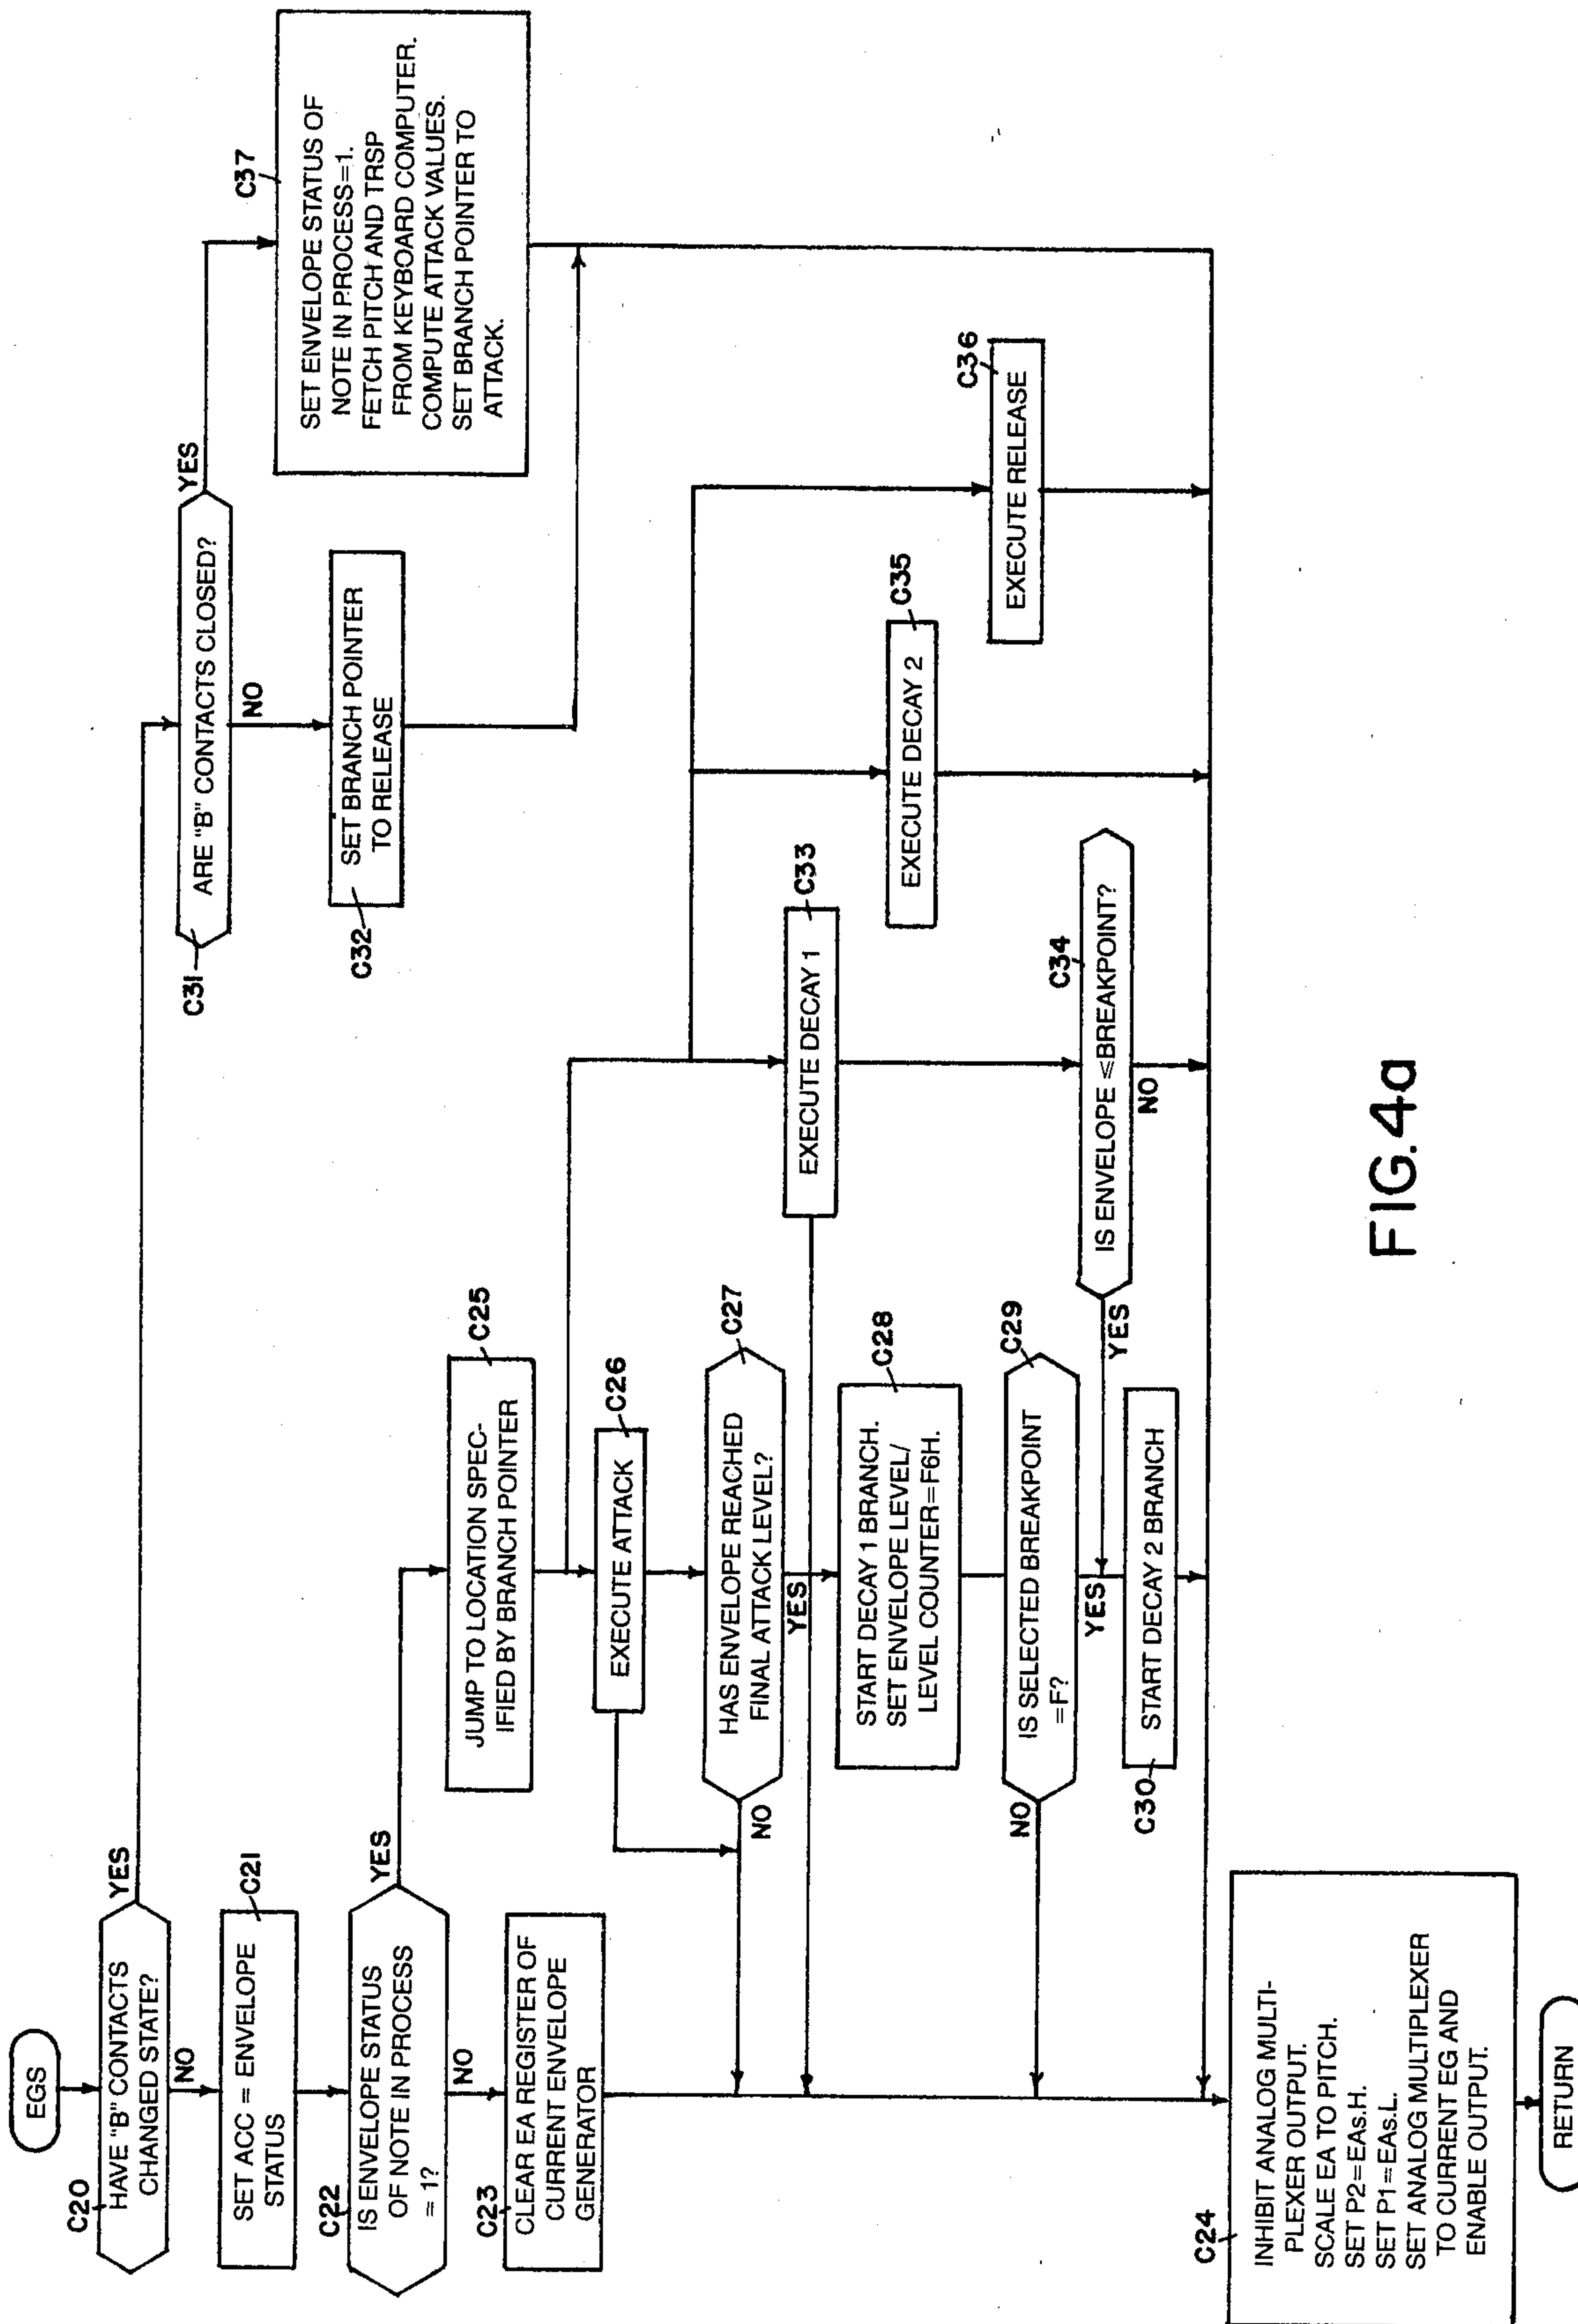 EGS
C20
HAVE "B" CONTACTS
CHANGED STATE?
YES
NO
C21
SET ACC = ENVELOPE
STATUS
C22
IS ENVELOPE STATUS
OF NOTE IN PROCESS
= 1?
YES
NO
C23
CLEAR EA REGISTER OF
CURRENT ENVELOPE
GENERATOR
C24
INHIBIT ANALOG MULTI-
PLEXER OUTPUT.
SCALE EA TO PITCH.
SET P2=EAs.H.
SET P1=EAs.L.
SET ANALOG MULTIPLEXER
TO CURRENT EG AND
ENABLE OUTPUT.
RETURN
C25
JUMP TO LOCATION SPEC-
IFIED BY BRANCH POINTER
C26
EXECUTE ATTACK
C27
HAS ENVELOPE REACHED
FINAL ATTACK LEVEL?
NO
YES
C28
START DECAY 1 BRANCH.
SET ENVELOPE LEVEL/
LEVEL COUNTER=F6H.
C29
IS SELECTED BREAKPOINT
=F?
NO
YES
C30
START DECAY 2 BRANCH
C31
ARE "B" CONTACTS CLOSED?
YES
NO
C32
SET BRANCH POINTER
TO RELEASE
C33
EXECUTE DECAY 1
C34
IS ENVELOPE ≤BREAKPOINT?
YES
NO
C35
EXECUTE DECAY 2
C36
EXECUTE RELEASE
C37
SET ENVELOPE STATUS OF
NOTE IN PROCESS=1.
FETCH PITCH AND TRSP
FROM KEYBOARD COMPUTER.
COMPUTE ATTACK VALUES.
SET BRANCH POINTER TO
ATTACK.
FIG.4a